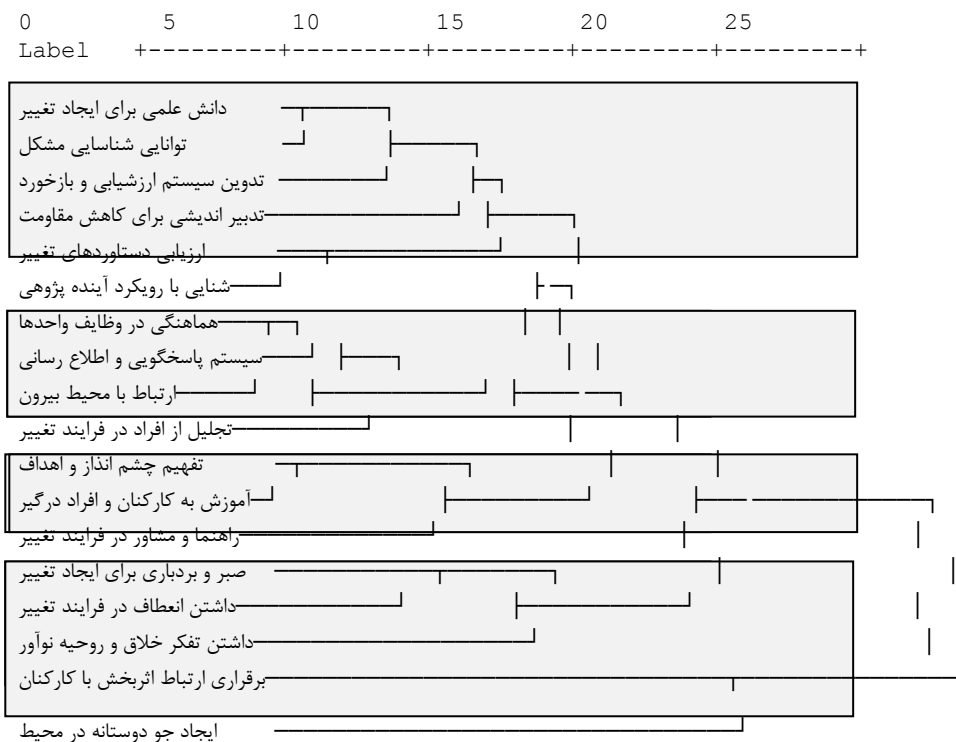 0 5 10 15 20 25
Label +---------+---------+---------+---------+---------+
دانش علمی برای ایجاد تغییر
توانایی شناسایی مشکل
تدوین سیستم ارزشیابی و بازخورد
تدبیر اندیشی برای کاهش مقاومت
ارزیابی دستاوردهای تغییر
شنایی با رویکرد آینده پژوهی
هماهنگی در وظایف واحدها
سیستم پاسخگویی و اطلاع رسانی
ارتباط با محیط بیرون
تجلیل از افراد در فرایند تغییر
تفهیم چشم انذاز و اهداف
آموزش به کارکنان و افراد درگیر
راهنما و مشاور در فرایند تغییر
صبر و بردباری برای ایجاد تغییر
داشتن انعطاف در فرایند تغییر
داشتن تفکر خلاق و روحیه نوآور
برقراری ارتباط اثربخش با کارکنان
ایجاد جو دوستانه در محیط